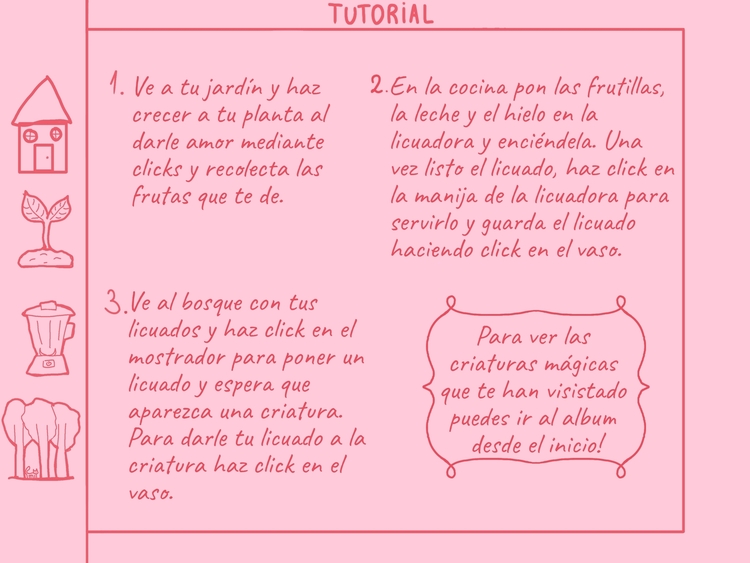 TUTORiAL
1. Ve a tu jardín y haz
crecer a tu planta al
darle amor mediante
clicks y recolecta las
frutas que te de.
2. En la cocina pon las frutillas,
la leche y el hielo en la
licuadora y enciéndela. Una
vez listo el licuado, haz click en
la manija de la licuadora para
servirlo y guarda el licuado
haciendo click en el vaso.
3. Ve al bosque con tus
licuados y haz click en el
mostrador para poner un
licuado y espera que
aparezca una criatura.
Para darle tu licuado a la
criatura haz click en el
vaso.
Para ver las
criaturas mágicas
que te han visistado
puedes ir al album
desde el inicio!